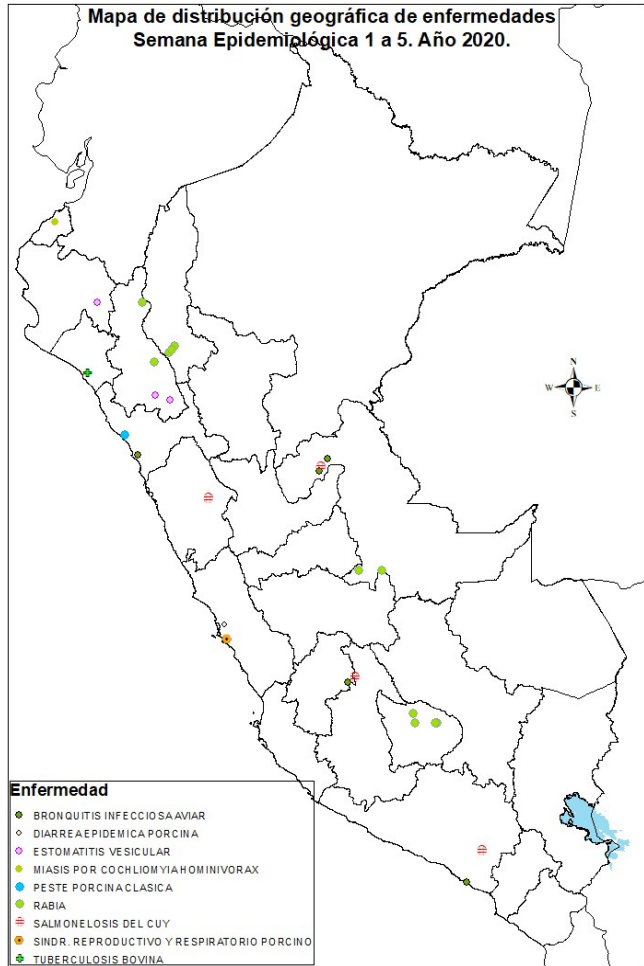 Mapa de distribución geográfica de enfermedades
Semana Epidemiológica 1 a 5. Año 2020.
N
W E
S
Enfermedad
BRONQUITIS INFECCIOSA AVIAR
DIARREA EPIDEMICA PORCINA
ESTOMATITIS VESICULAR
MIASIS POR COCHLIOMYIA HOMINIVORAX
PESTE PORCINA CLASICA
RABIA
SALMONELOSIS DEL CUY
SINDR. REPRODUCTIVO Y RESPIRATORIO PORCINO
TUBERCULOSIS BOVINA